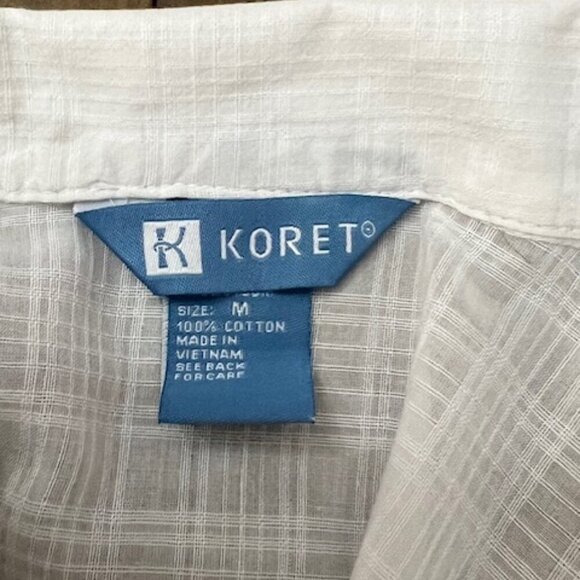 K KORET®
SIZE: M
100% COTTON
MADE IN
VIETNAM
SEE BACK
FOR CARE